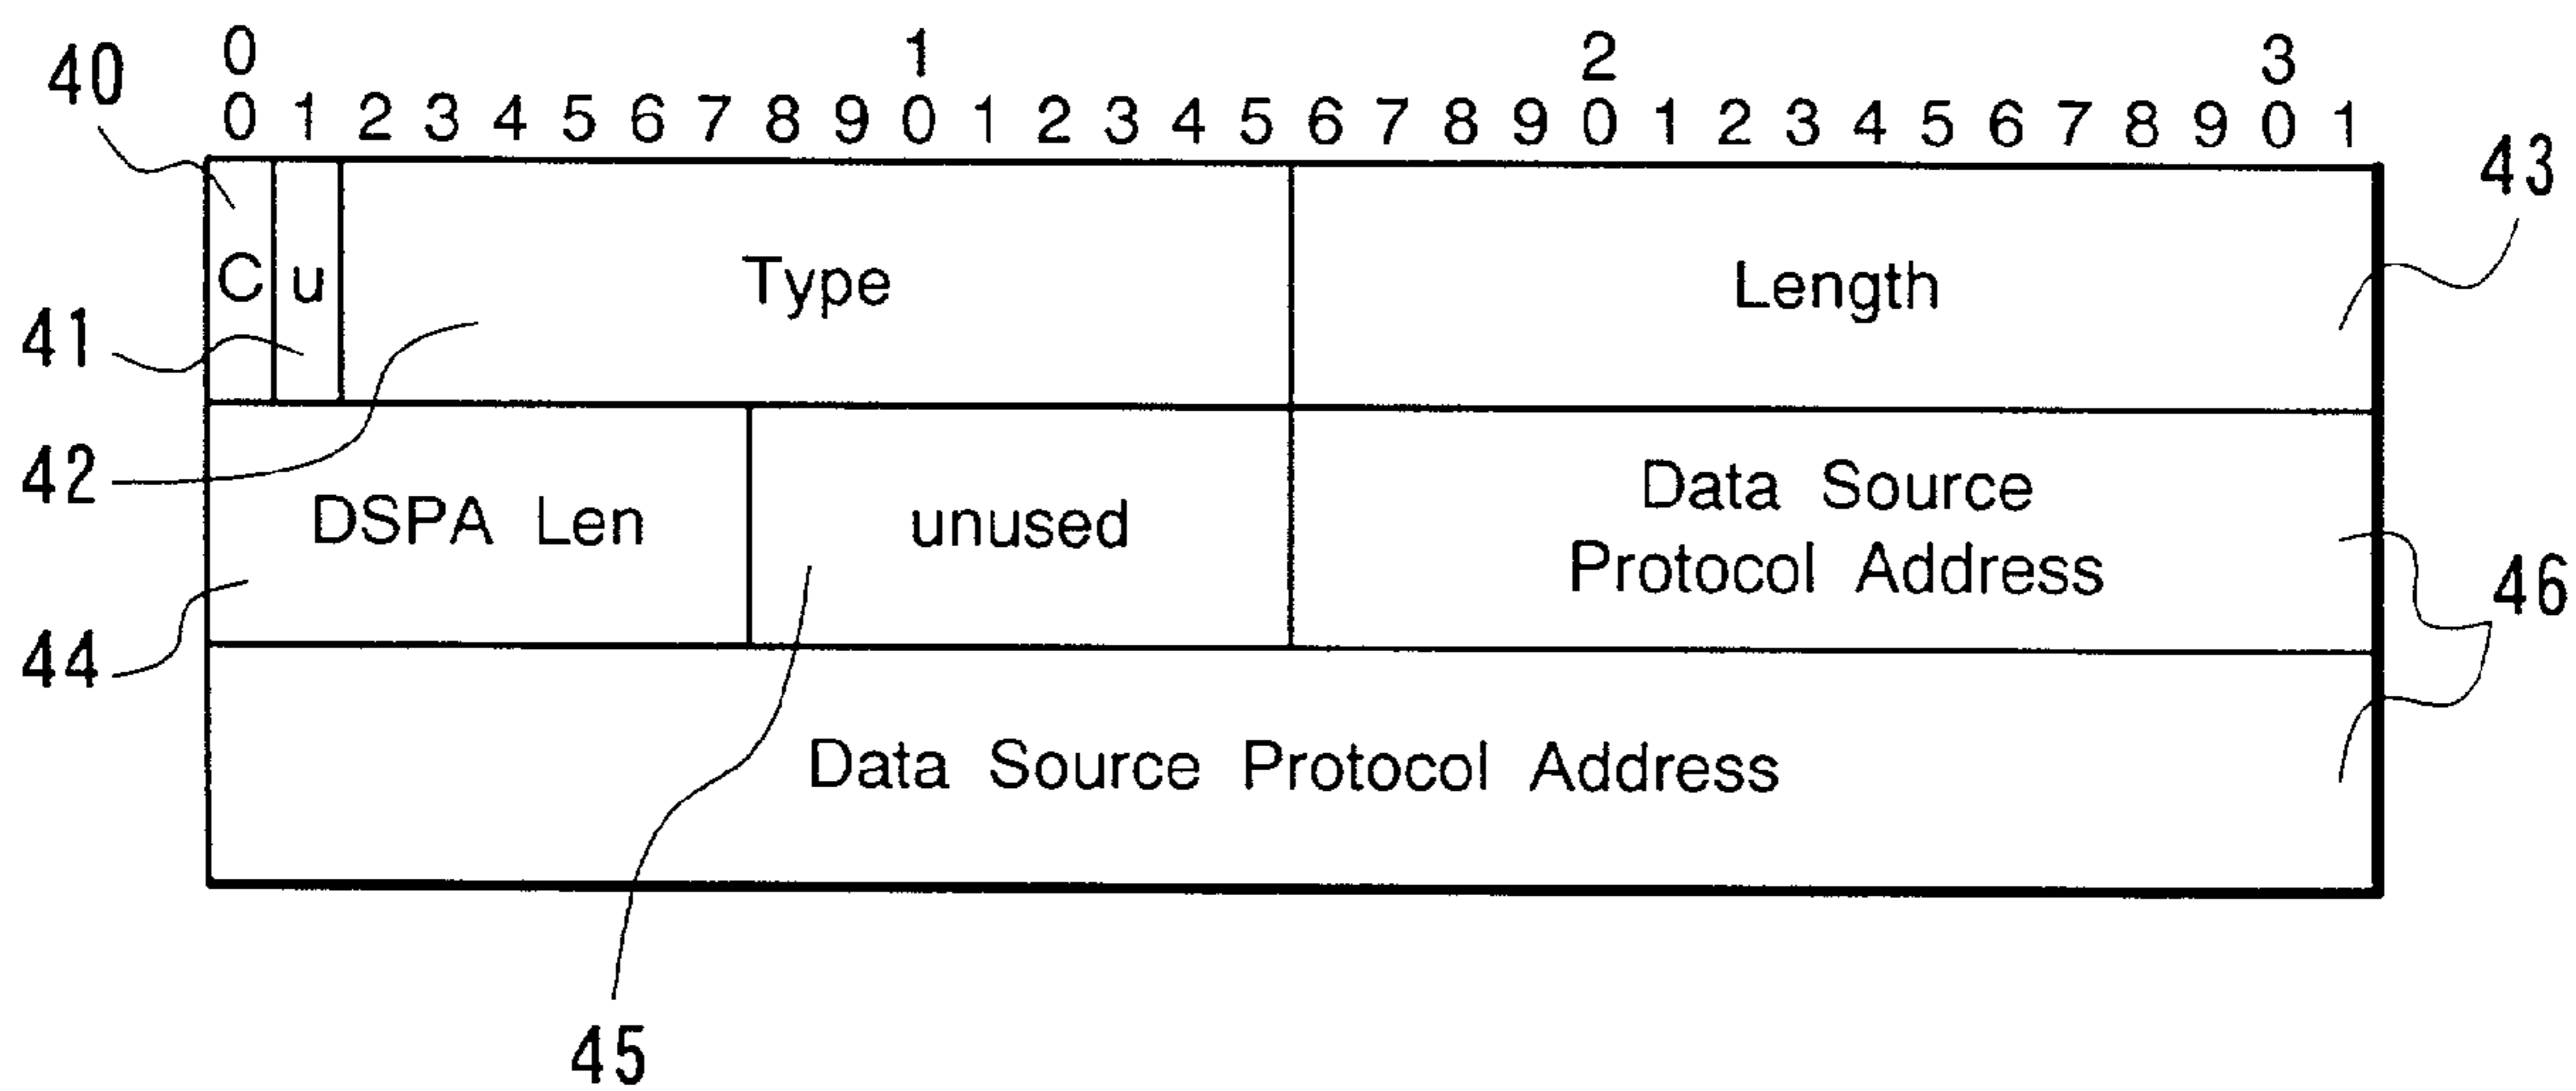 0 1 2 3
0 1 2 3 4 5 6 7 8 9 0 1 2 3 4 5 6 7 8 9 0 1 2 3 4 5 6 7 8 9 0 1
40
43
C u Type Length
41
42
DSPA Len unused Data Source
Protocol Address
46
44
Data Source Protocol Address
45